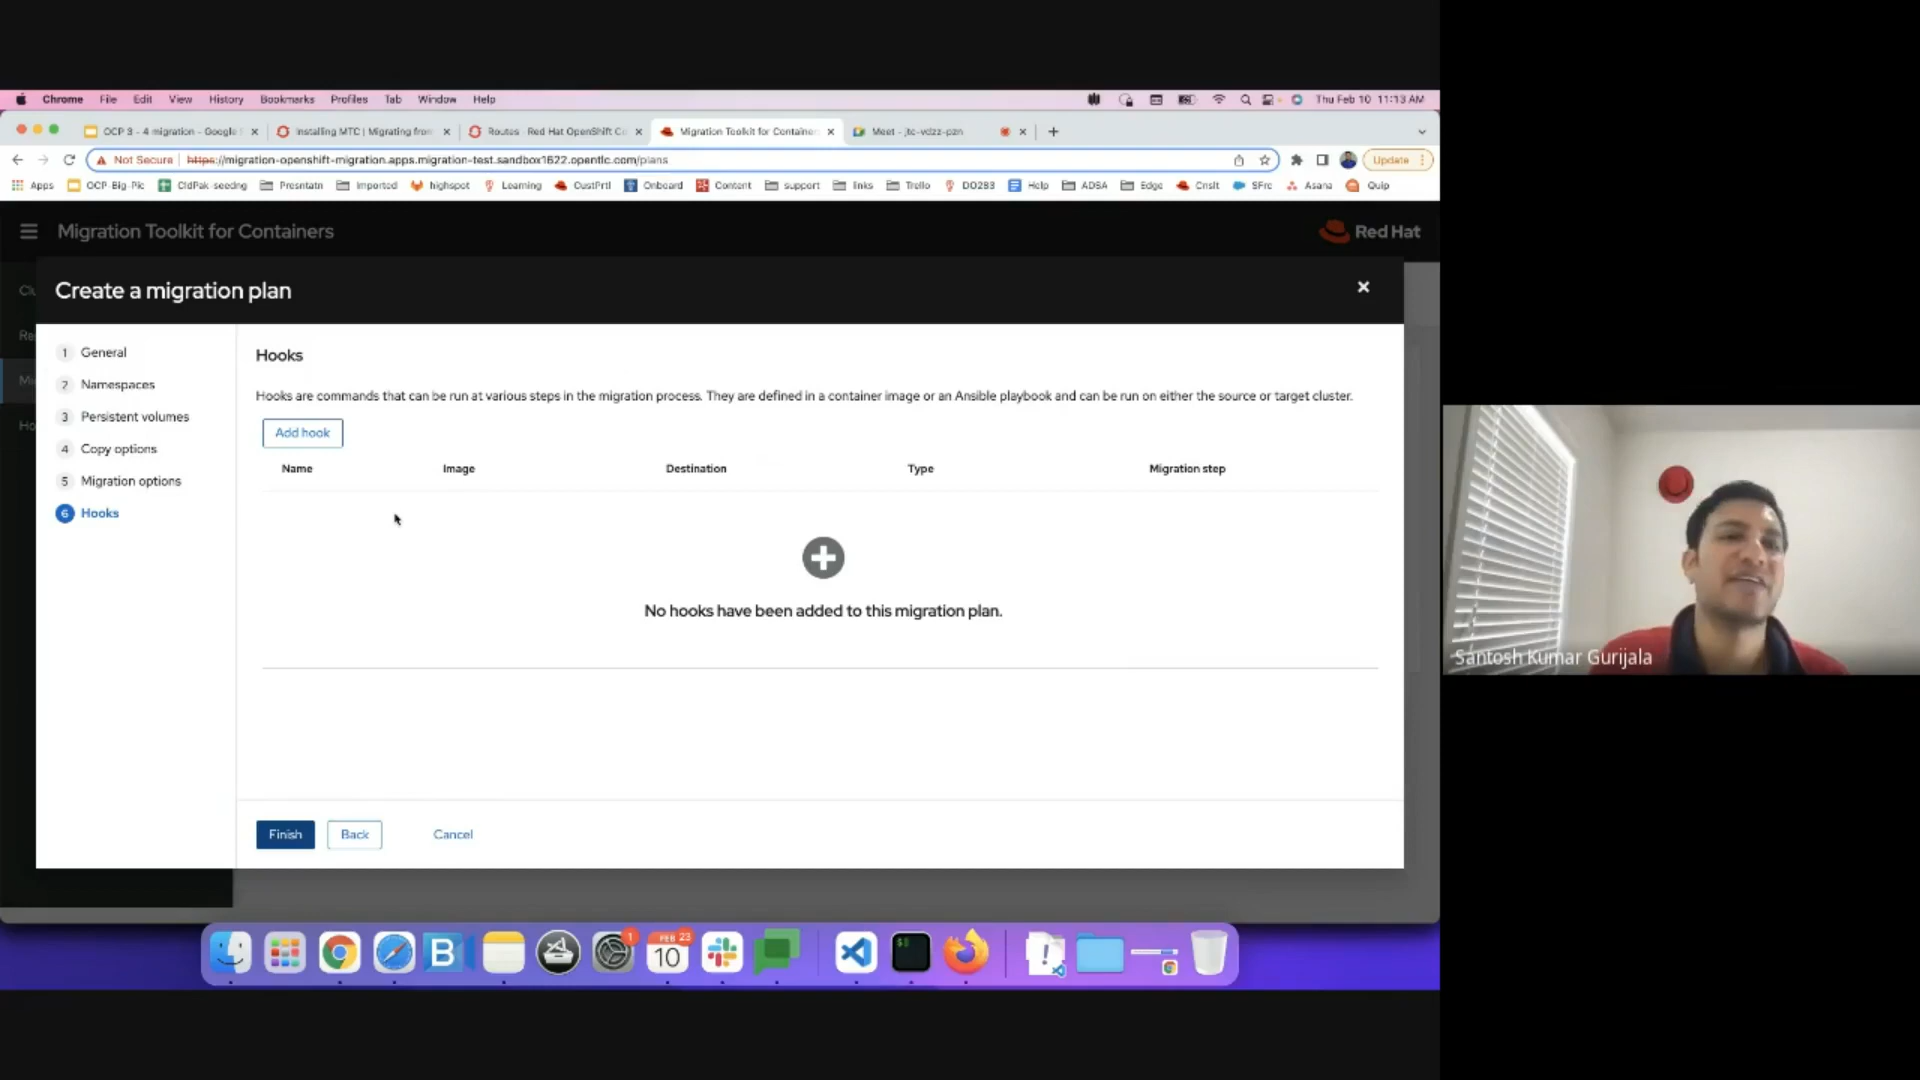 Chrome File Edit View History Bookmarks Profiles Tab Window Help Thu Feb 10 11:13 AM
OCP 3 - 4 migration - Google Installing MTC | Migrating from Routes - Red Hat OpenShift C Migration Toolkit for Container Meet - jtc-vdzz-pzn
Not Secure https://migration-openshift-migration.apps.migration-test.sandbox1622.opentlc.com/plans Update
Apps OCP-Big-Pic CldPak-seedng Presntatn Imported highspot Learning CustPrtl Onboard Content support links Trello DO283 Help ADSA Edge Cnslt SFrc Asana Quip
Migration Toolkit for Containers
Red Hat
Create a migration plan
1 General
2 Namespaces
3 Persistent volumes
4 Copy options
5 Migration options
6 Hooks
Hooks
Hooks are commands that can be run at various steps in the migration process. They are defined in a container image or an Ansible playbook and can be run on either the source or target cluster.
Add hook
Name Image Destination Type Migration step
No hooks have been added to this migration plan.
Finish Back Cancel
Santosh Kumar Gurijala
1
FEB 23
10